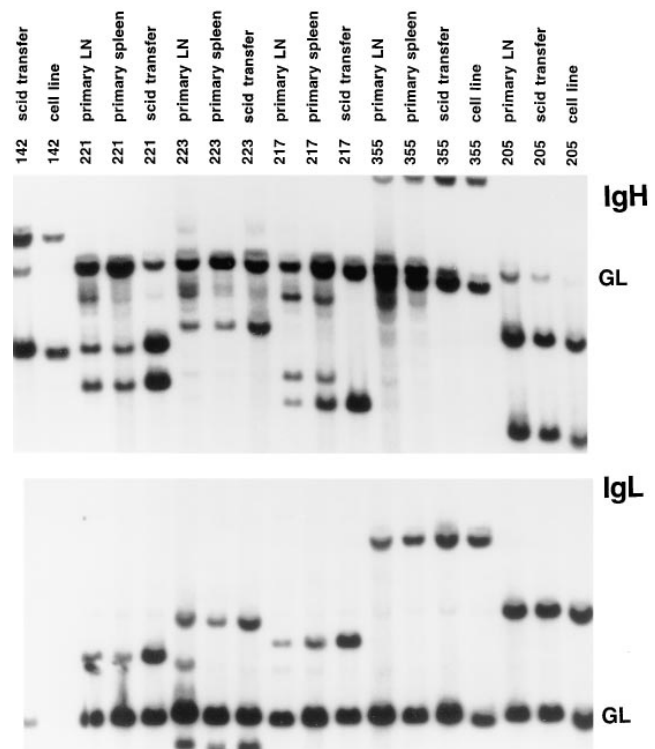 142 scid transfer
142 cell line
221 primary LN
221 primary spleen
221 scid transfer
223 primary LN
223 primary spleen
223 scid transfer
217 primary LN
217 primary spleen
217 scid transfer
355 primary LN
355 primary spleen
355 scid transfer
355 cell line
205 primary LN
205 scid transfer
205 cell line
IgH
GL
IgL
GL